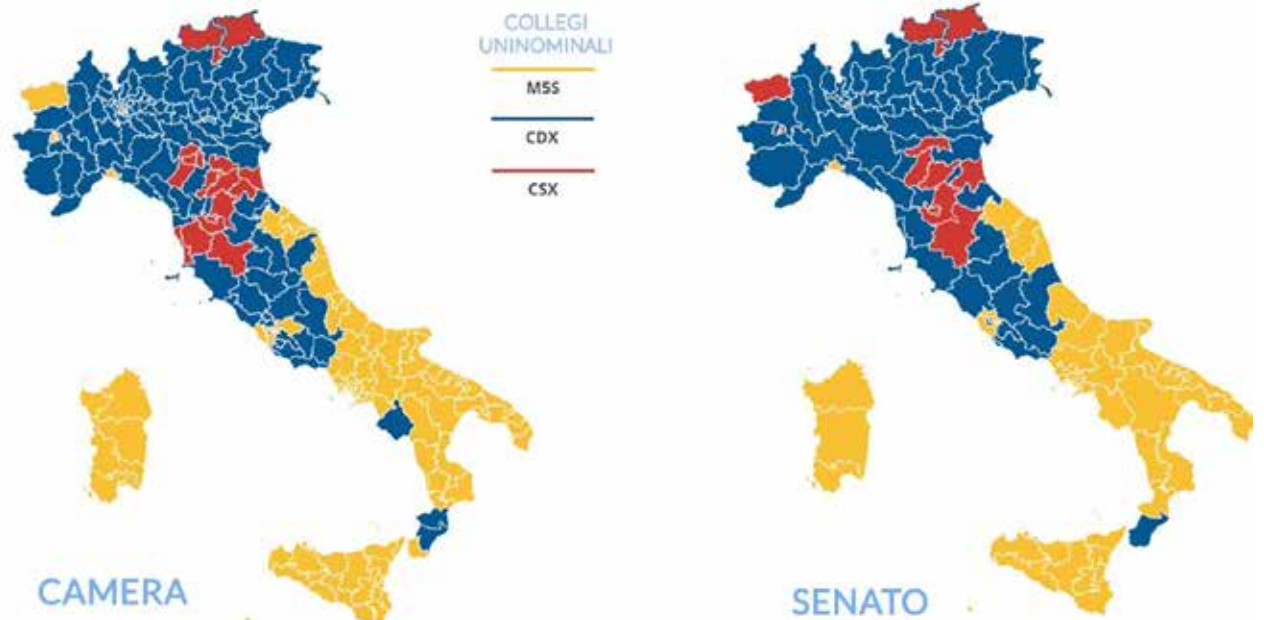 COLLEGI
UNINOMINALI
M5S
CDX
CSX
CAMERA
SENATO